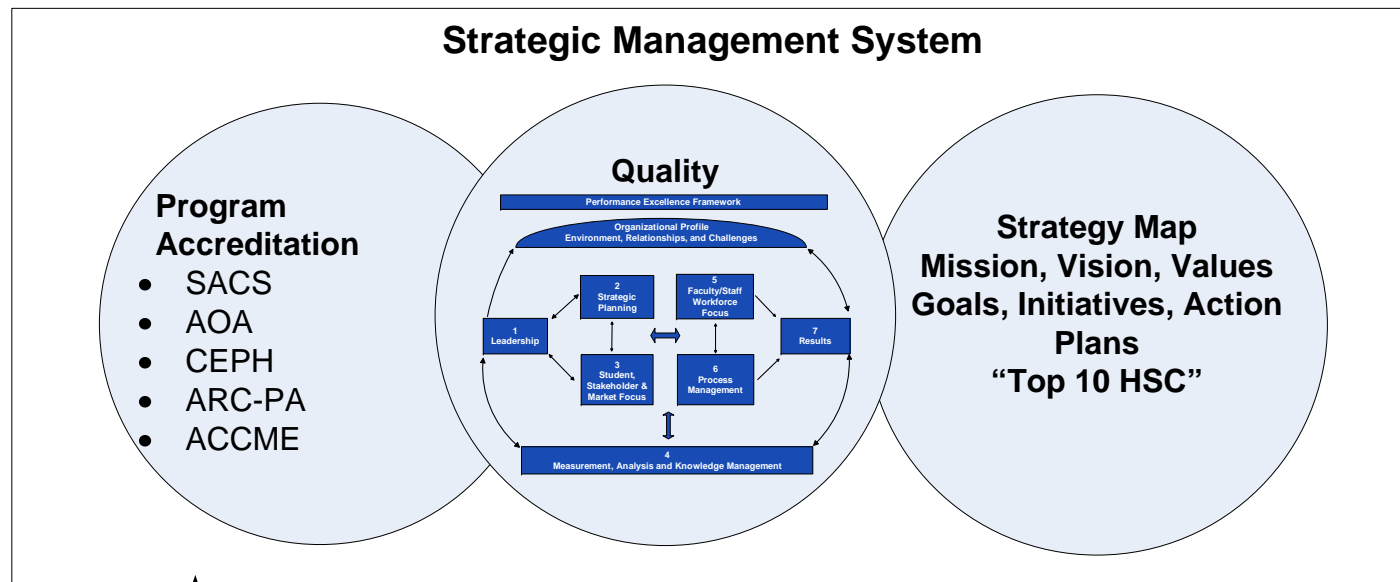 Strategic Management System
Program
Accreditation
• SACS
• AOA
• CEPH
• ARC-PA
• ACCME
Quality
Performance Excellence Framework
Organizational Profile
Environment, Relationships, and Challenges
2
Strategic
Planning
5
Faculty/Staff
Workforce
Focus
1
Leadership
7
Results
3
Student,
Stakeholder &
Market Focus
6
Process
Management
4
Measurement, Analysis and Knowledge Management
Strategy Map
Mission, Vision, Values
Goals, Initiatives, Action
Plans
“Top 10 HSC”